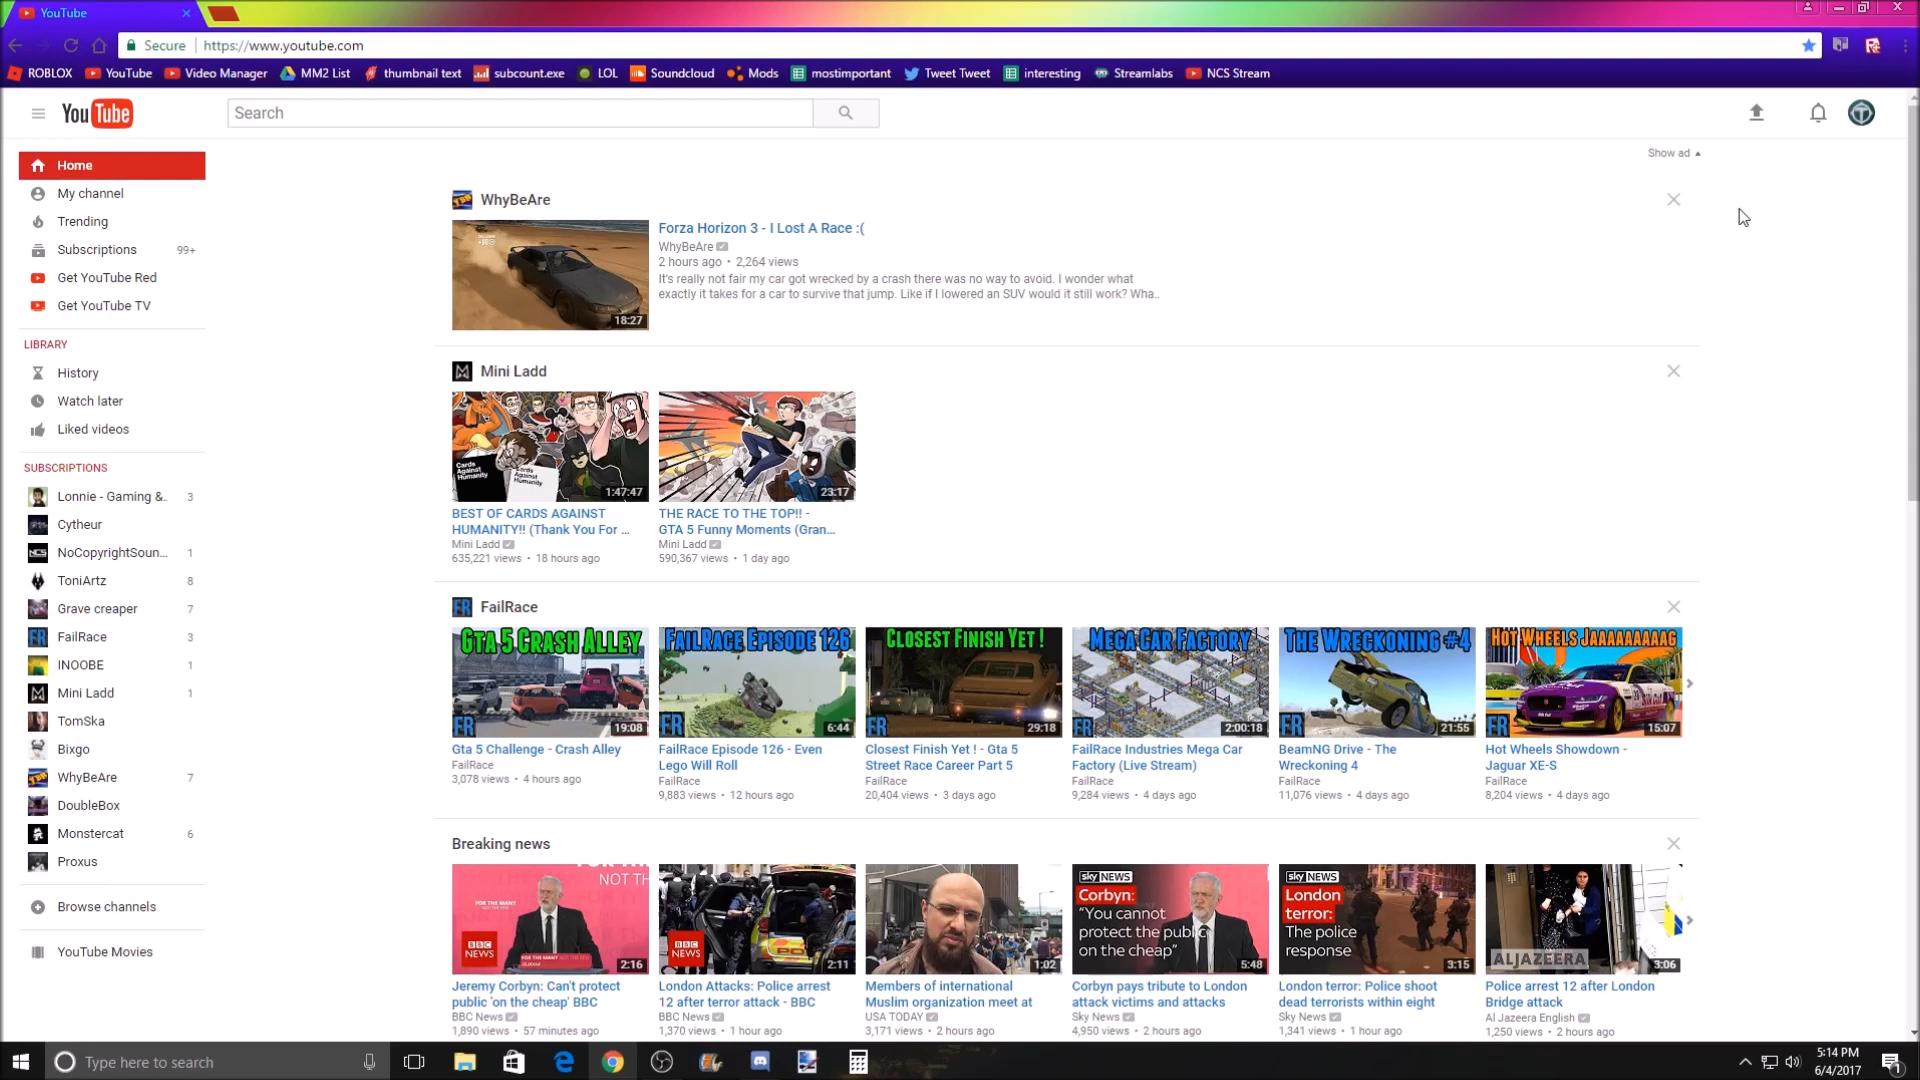 YouTube
Secure
https://www.youtube.com
ROBLOX
YouTube
Video Manager
MM2 List
thumbnail text
subcount.exe
LOL
Soundcloud
Mods
mostimportant
Tweet Tweet
interesting
Streamlabs
NCS Stream
YouTube
Search
Show ad
Home
My channel
Trending
Subscriptions 99+
Get YouTube Red
Get YouTube TV
LIBRARY
History
Watch later
Liked videos
SUBSCRIPTIONS
Lonnie - Gaming &. 3
Cytheur
NoCopyrightSoun... 1
ToniArtz 8
Grave creaper 7
FailRace 3
INOOBE 1
Mini Ladd 1
TomSka
Bixgo
WhyBeAre 7
DoubleBox
Monstercat 6
Proxus
Browse channels
YouTube Movies
WhyBeAre
18:27
Forza Horizon 3 - I Lost A Race :(
WhyBeAre
2 hours ago • 2,264 views
It's really not fair my car got wrecked by a crash there was no way to avoid. I wonder what
exactly it takes for a car to survive that jump. Like if I lowered an SUV would it still work? Wha..
Mini Ladd
Cards
Against
Humanity
Cards
Against
Humanity
1:47:47
BEST OF CARDS AGAINST
HUMANITY!! (Thank You For ...
Mini Ladd
635,221 views • 18 hours ago
23:17
THE RACE TO THE TOP!! -
GTA 5 Funny Moments (Gran...
Mini Ladd
590,367 views • 1 day ago
FailRace
GTA 5 CRASH ALLEY
FR
19:08
Gta 5 Challenge - Crash Alley
FailRace
3,078 views • 4 hours ago
FAILRACE EPISODE 126
FR
6:44
FailRace Episode 126 - Even
Lego Will Roll
FailRace
9,883 views • 12 hours ago
CLOSEST FINISH YET !
FR
29:18
Closest Finish Yet ! - Gta 5
Street Race Career Part 5
FailRace
20,404 views • 3 days ago
MEGA CAR FACTORY
FR
2:00:18
FailRace Industries Mega Car
Factory (Live Stream)
FailRace
9,284 views • 4 days ago
THE WRECKONING #4
FR
21:55
BeamNG Drive - The
Wreckoning 4
FailRace
11,076 views • 4 days ago
HOT WHEELS JAAAAAAAAAG
FR
15:07
Hot Wheels Showdown -
Jaguar XE-S
FailRace
8,204 views • 4 days ago
Breaking news
NOT TH
FOR THE MANY
BBC
NEWS
2:16
Jeremy Corbyn: Can't protect
public 'on the cheap' BBC
BBC News
1,890 views • 57 minutes ago
BBC
NEWS
2:11
London Attacks: Police arrest
12 after terror attack - BBC
BBC News
1,370 views • 1 hour ago
1:02
Members of international
Muslim organization meet at
USA TODAY
3,171 views • 2 hours ago
sky NEWS
Corbyn:
"You cannot
protect the public
on the cheap"
5:48
Corbyn pays tribute to London
attack victims and attacks
Sky News
4,950 views • 2 hours ago
sky NEWS
London
terror:
The police
response
3:15
London terror: Police shoot
dead terrorists within eight
Sky News
1,341 views • 1 hour ago
ALJAZEERA
3:06
Police arrest 12 after London
Bridge attack
Al Jazeera English
1,250 views • 2 hours ago
Type here to search
5:14 PM
6/4/2017
1